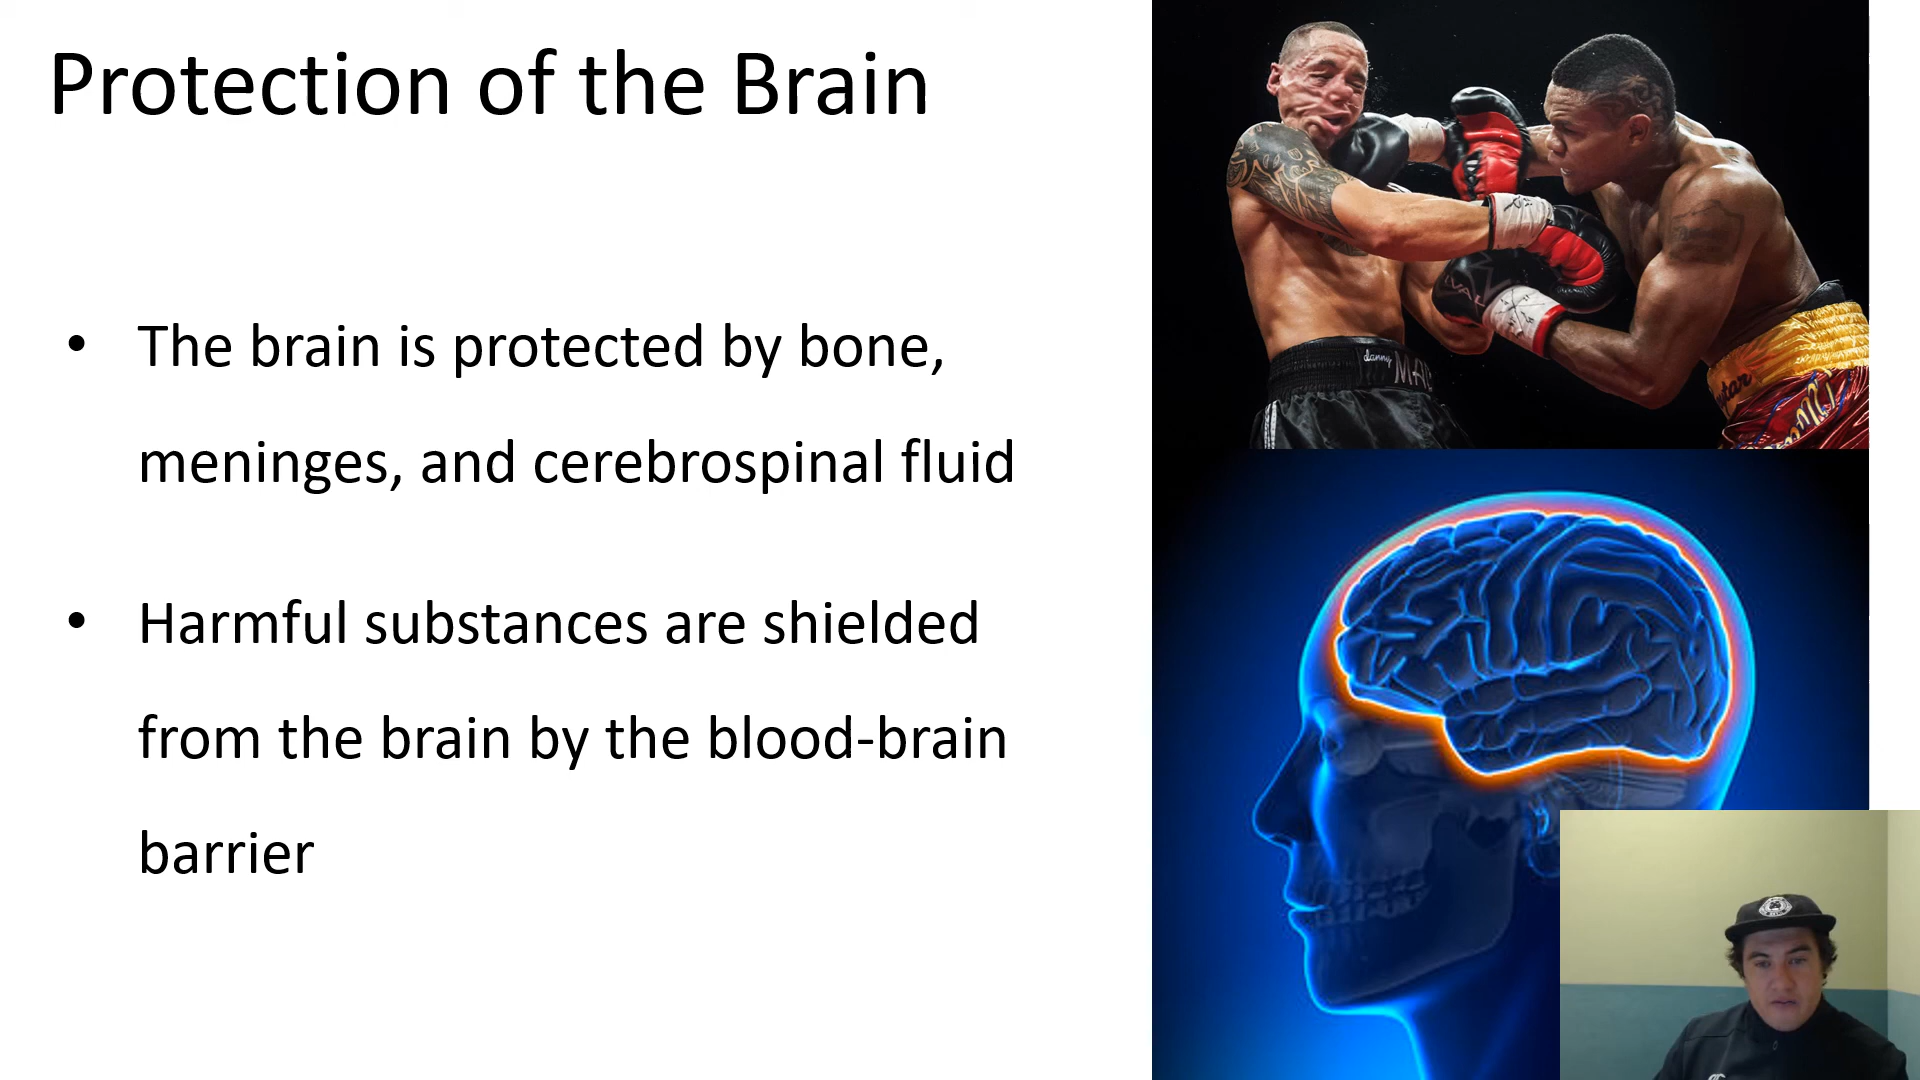 Protection of the Brain
• The brain is protected by bone,
meninges, and cerebrospinal fluid
• Harmful substances are shielded
from the brain by the blood-brain
barrier
danny